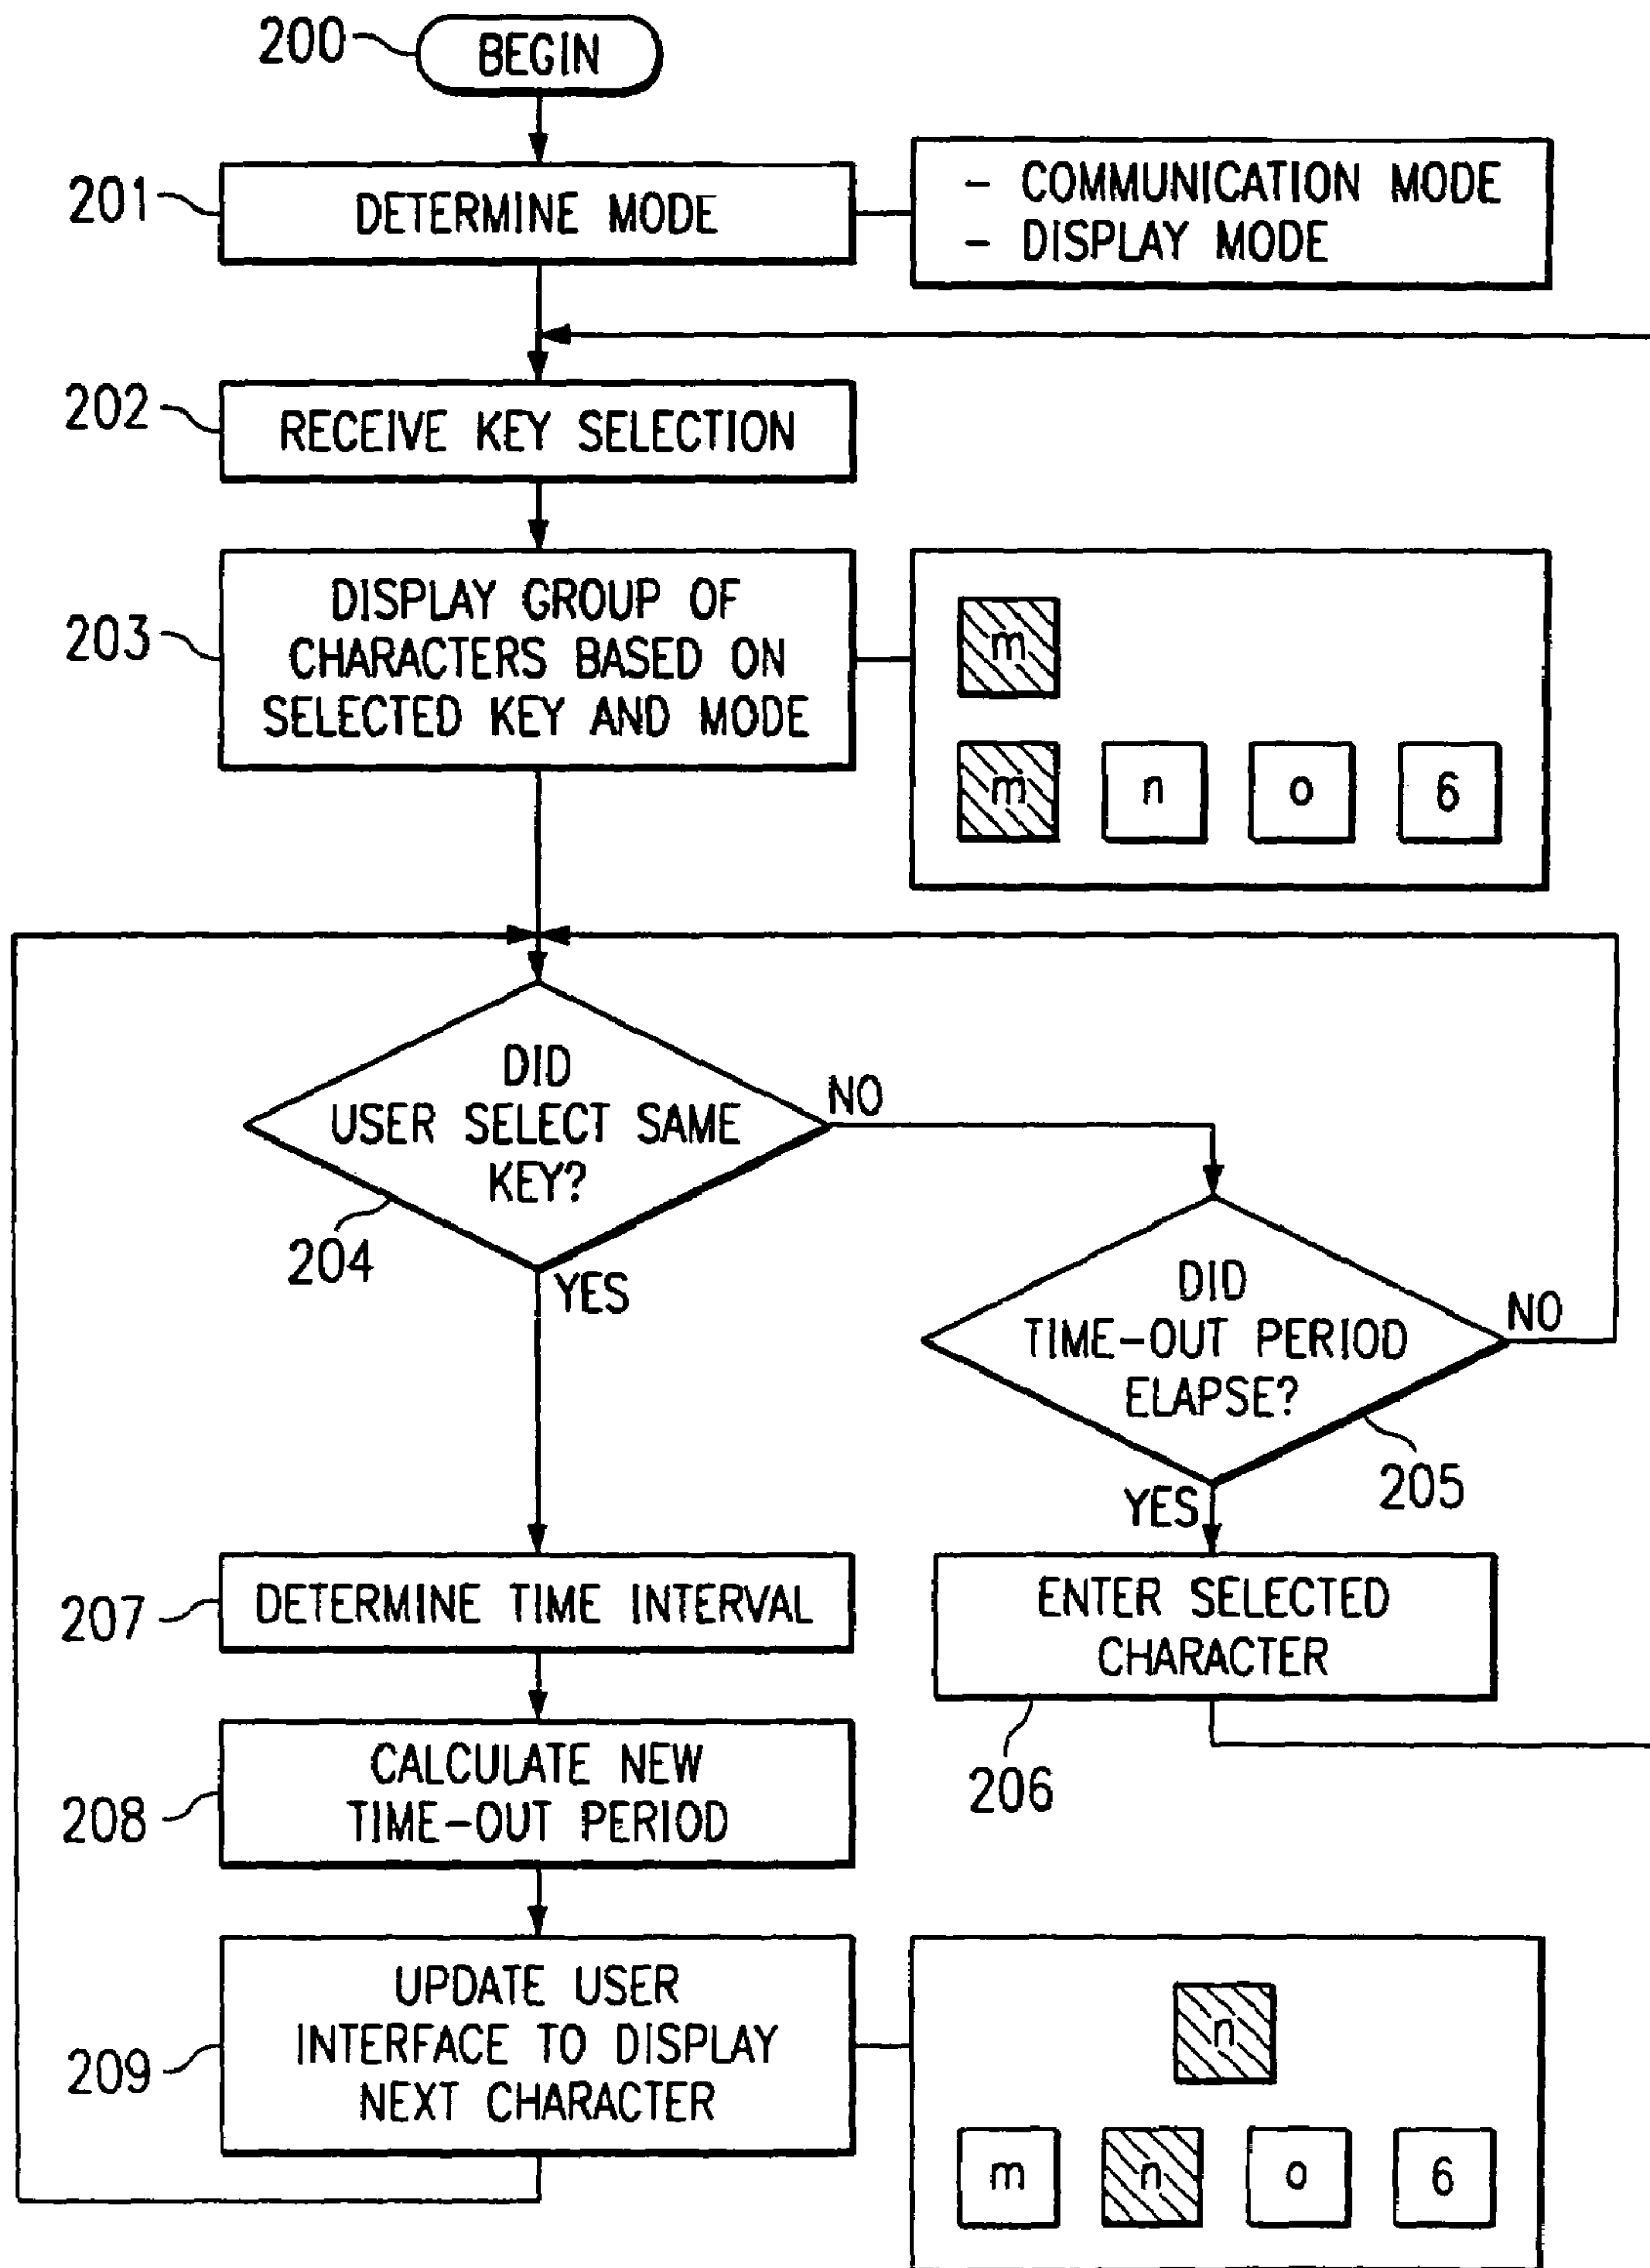 200
BEGIN
201
DETERMINE MODE
- COMMUNICATION MODE
- DISPLAY MODE
202
RECEIVE KEY SELECTION
203
DISPLAY GROUP OF
CHARACTERS BASED ON
SELECTED KEY AND MODE
m
m n o 6
DID
USER SELECT SAME
KEY?
NO
204
YES
DID
TIME-OUT PERIOD
ELAPSE?
NO
205
YES
207
DETERMINE TIME INTERVAL
ENTER SELECTED
CHARACTER
206
208
CALCULATE NEW
TIME-OUT PERIOD
209
UPDATE USER
INTERFACE TO DISPLAY
NEXT CHARACTER
n
m n o 6